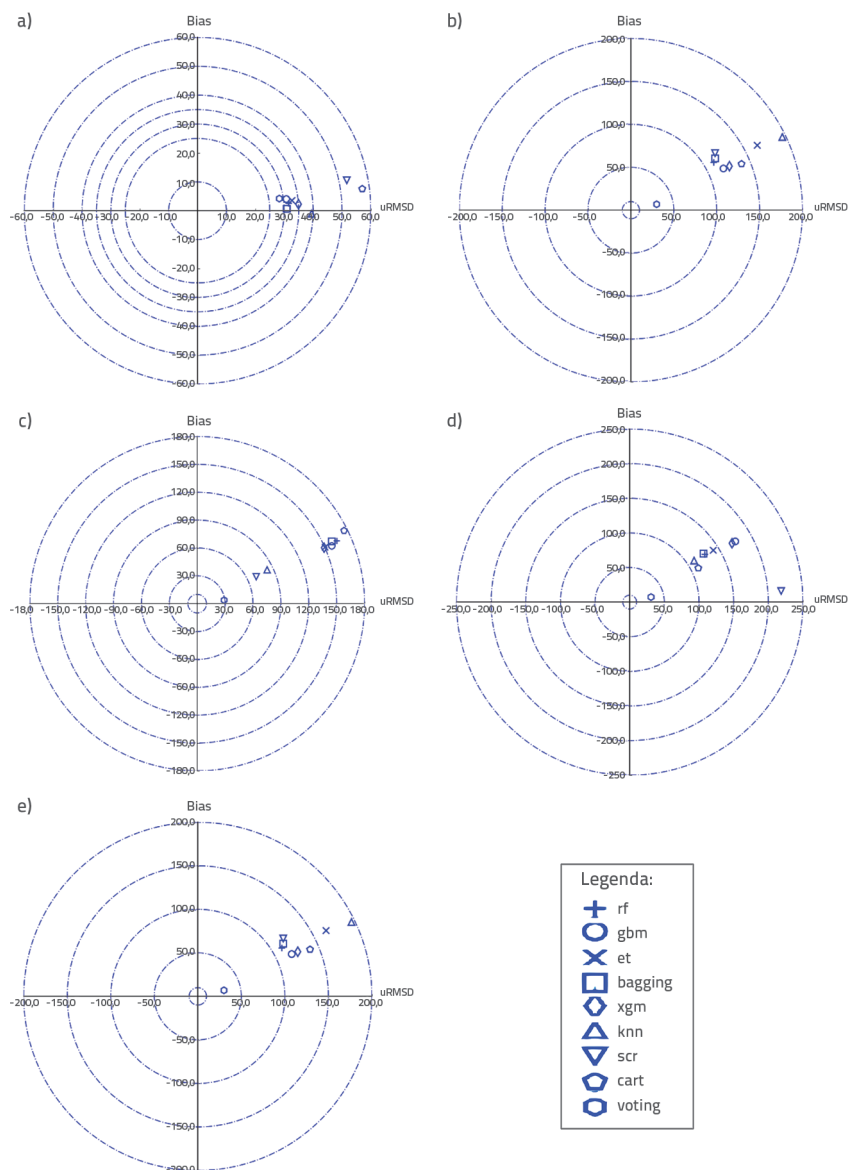 a)
Bias
60,0
50,0
40,0
30,0
20,0
10,0
-60,0 -50,0 -40,0 -30,0 -20,0 -10,0 10,0 20,0 30,0 40,0 50,0 60,0 uRMSD
-10,0
-20,0
-30,0
-40,0
-50,0
-60,0
b)
Bias
200,0
150,0
100,0
50,0
-200,0 -150,0 -100,0 -50,0 50,0 100,0 150,0 200,0 uRMSD
-50,0
-100,0
-150,0
-200,0
c)
Bias
180,0
150,0
120,0
90,0
60,0
30,0
-18,0 -150,0 -120,0 -90,0 -60,0 -30,0 30,0 60,0 90,0 120,0 150,0 180,0 uRMSD
-30,0
-60,0
-90,0
-120,0
-150,0
-180,0
d)
Bias
250,0
200,0
150,0
100,0
50,0
-250,0 -200,0 -150,0 -100,0 -50,0 50,0 100,0 150,0 200,0 250,0 uRMSD
-50,0
-100,0
-150,0
-200,0
-250
e)
Bias
200,0
150,0
100,0
50,0
-200,0 -150,0 -100,0 -50,0 50,0 100,0 150,0 200,0 uRMSD
-50,0
-100,0
-150,0
-200,0
Legenda:
rf
gbm
et
bagging
xgm
knn
scr
cart
voting